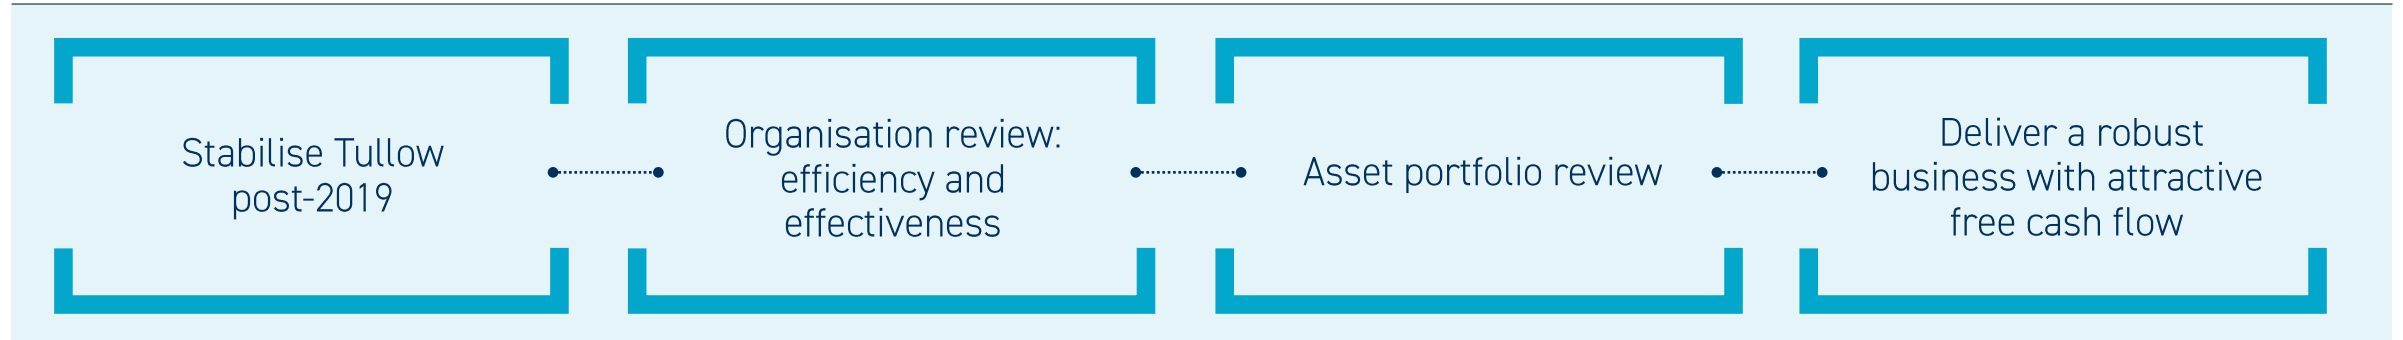 Stabilise Tullow
post-2019
Organisation review:
efficiency and
effectiveness
Asset portfolio review
Deliver a robust
business with attractive
free cash flow